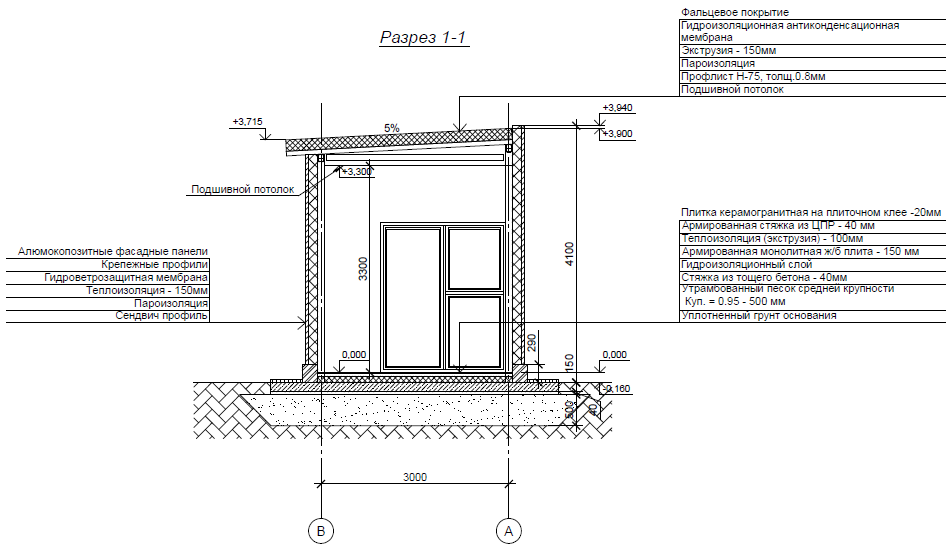 Разрез 1-1
Фальцевое покрытие
Гидроизоляционная антиконденсационная
мембрана
Экструзия - 150мм
Пароизоляция
Профлист Н-75, толщ.0.8мм
Подшивной потолок
+3,715
5%
+3,940
+3,900
+3,300
Подшивной потолок
3300
4100
Алюмокопозитные фасадные панели
Крепежные профили
Гидроветрозащитная мембрана
Теплоизоляция - 150мм
Пароизоляция
Сендвич профиль
Плитка керамогранитная на плиточном клее -20мм
Армированная стяжка из ЦПР - 40 мм
Теплоизоляция (экструзия) - 100мм
Армированная монолитная ж/б плита - 150 мм
Гидроизоляционный слой
Стяжка из тощего бетона - 40мм
Утрамбованный песок средней крупности
Куп. = 0.95 - 500 мм
Уплотненный грунт основания
0,000
290
150
0,000
-0,160
500
40
3000
В
А